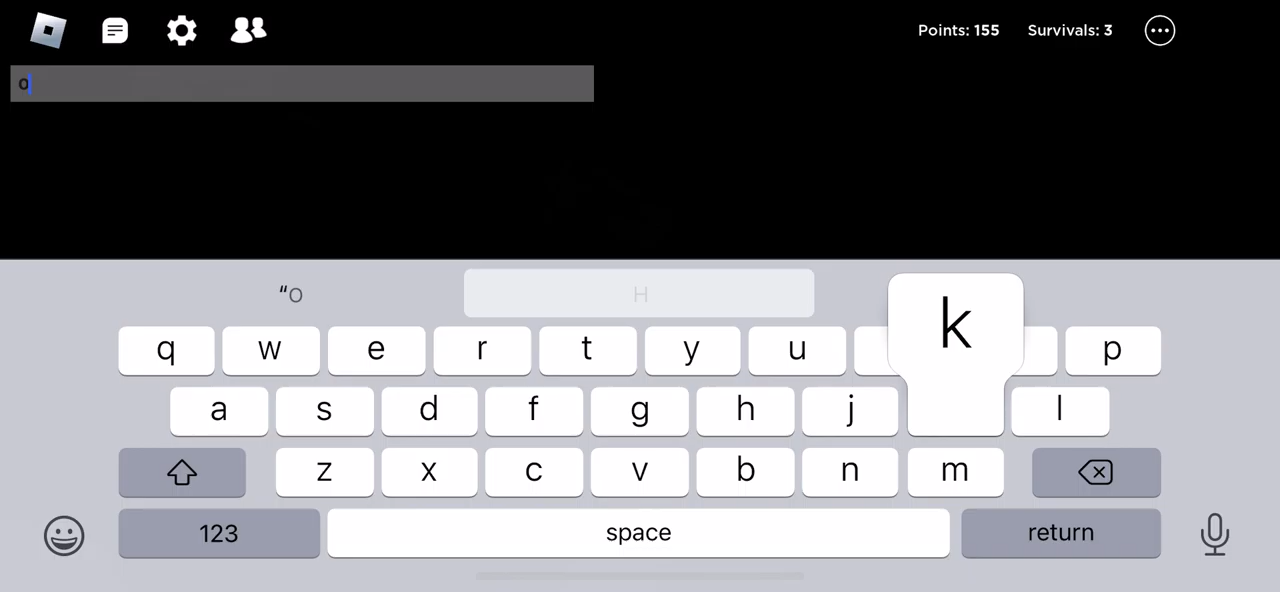 Points: 155 Survivals: 3
o
“O H
k
q w e r t y u p
a s d f g h j l
z x c v b n m
123 space return